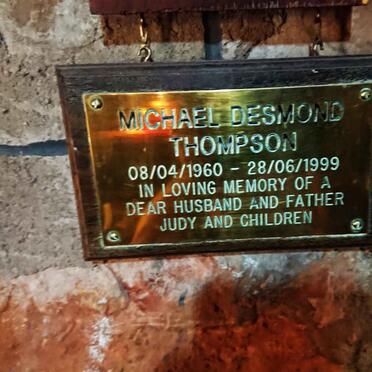 MICHAEL DESMOND
THOMPSON
08/04/1960 - 28/06/1999
IN LOVING MEMORY OF A
DEAR HUSBAND AND FATHER
JUDY AND CHILDREN